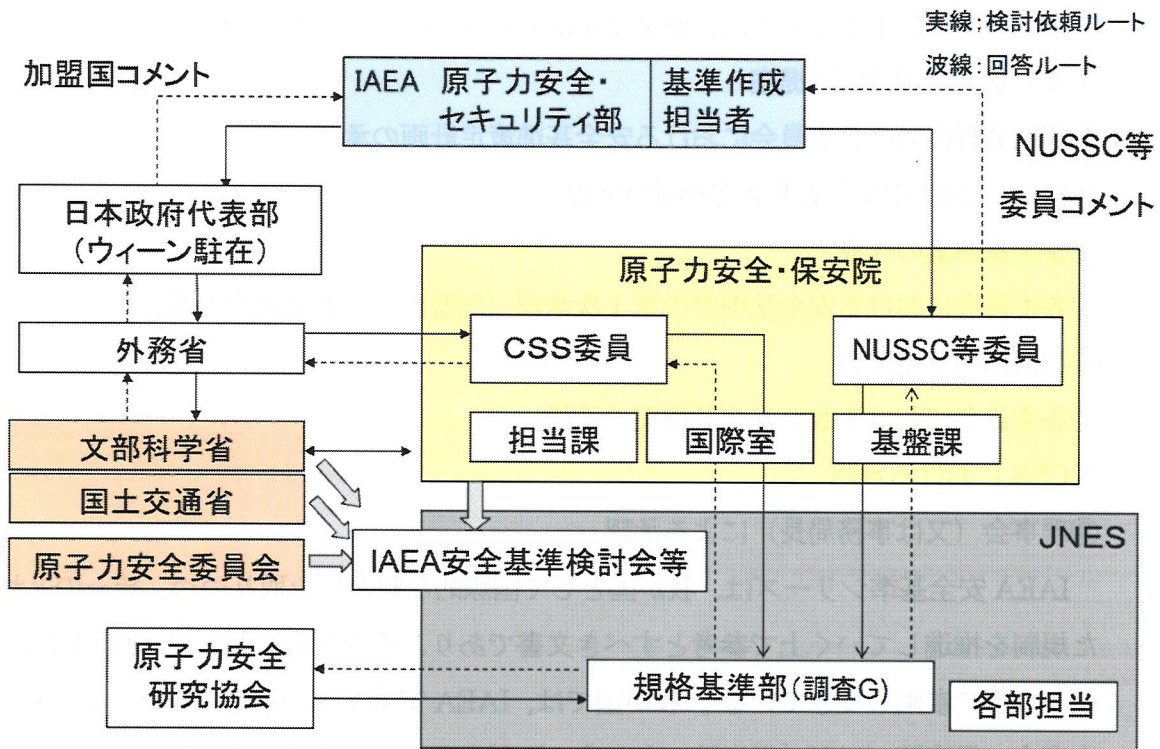 実線;検討依頼ルート
波線:回答ルート
加盟国コメント
IAEA 原子力安全・
セキュリティ部
基準作成
担当者
NUSSC等
委員コメント
日本政府代表部
(ウィーン駐在)
原子力安全・保安院
外務省
CSS委員
NUSSC等委員
担当課
国際室
基盤課
文部科学省
国土交通省
原子力安全委員会
IAEA安全基準検討会等
JNES
原子力安全
研究協会
規格基準部(調査G)
各部担当